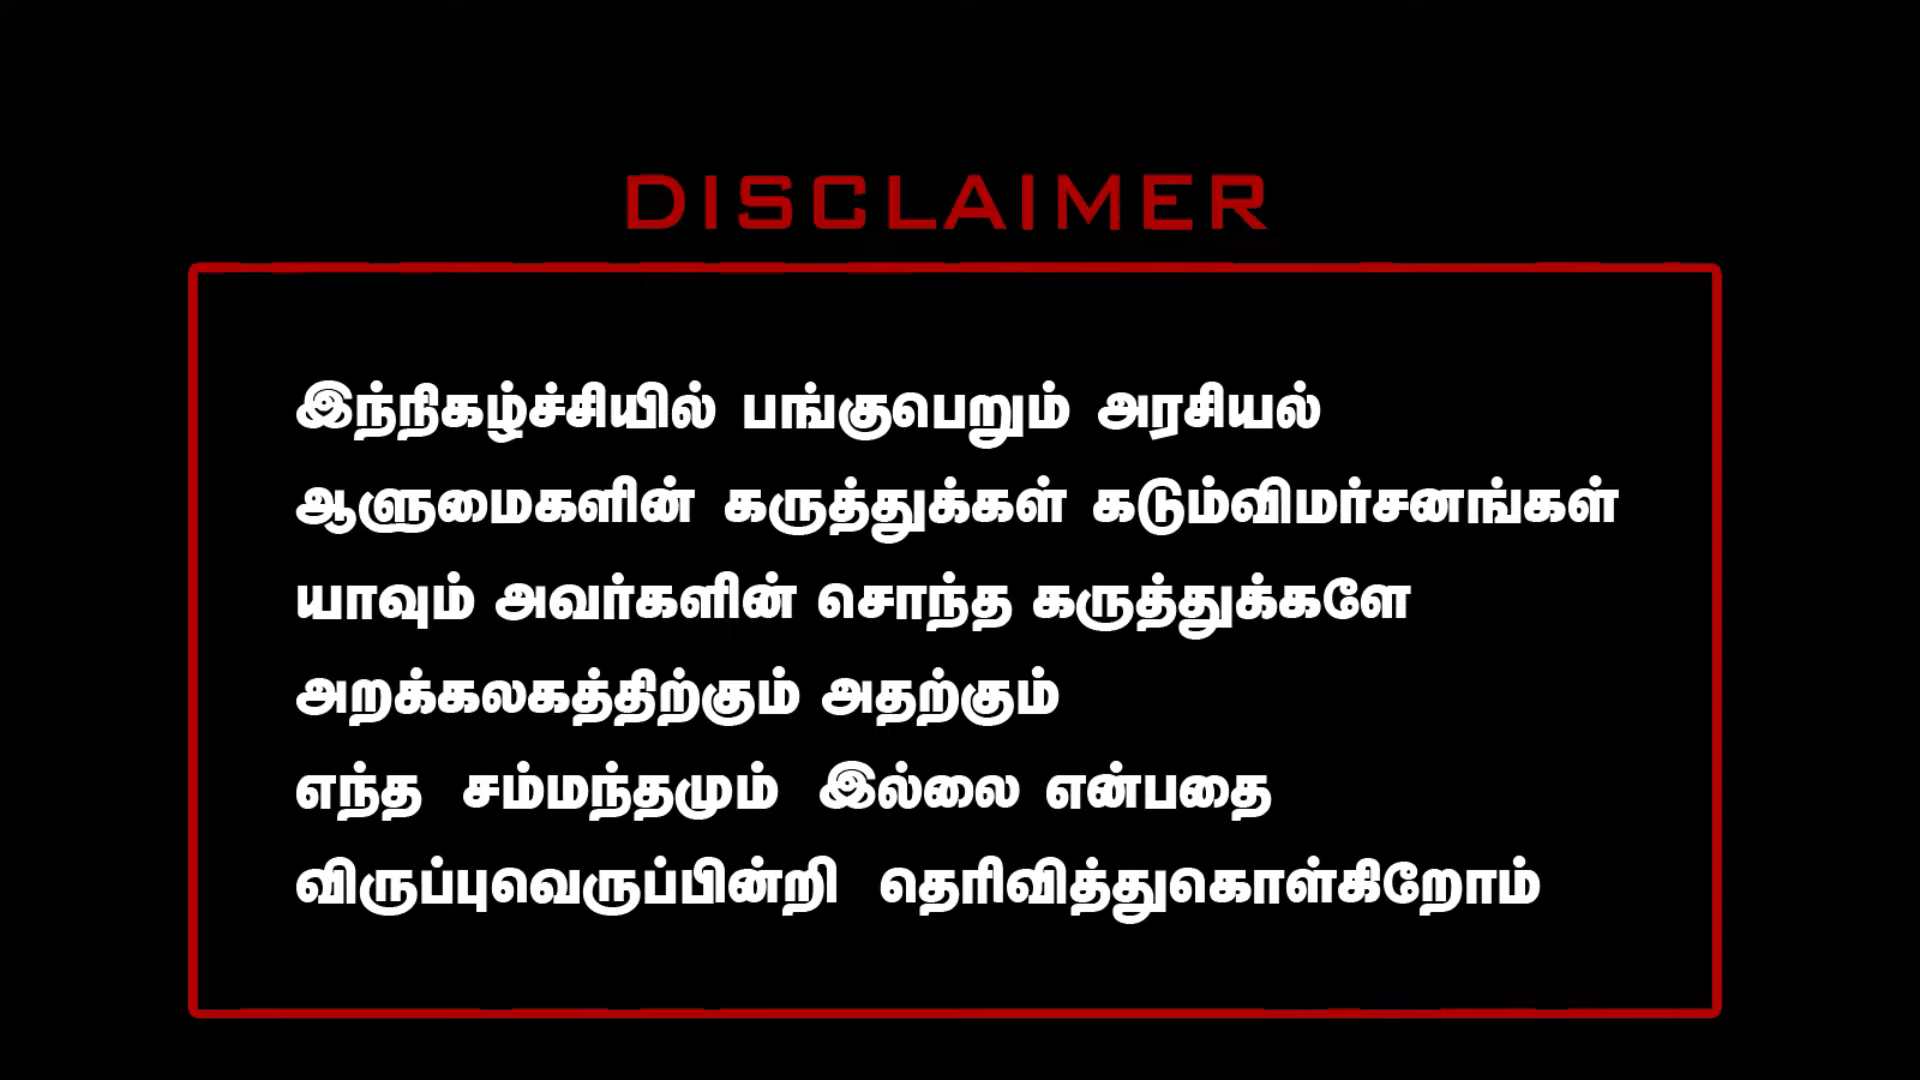 DISCLAIMER
இந்நிகழ்ச்சியில் பங்குபெறும் அரசியல்
ஆளுமைகளின் கருத்துக்கள் கடும்விமர்சனங்கள்
யாவும் அவர்களின் சொந்த கருத்துக்களே
அறக்கலகத்திற்கும் அதற்கும்
எந்த சம்மந்தமும் இல்லை என்பதை
விருப்புவெருப்பின்றி தெரிவித்துகொள்கிறோம்